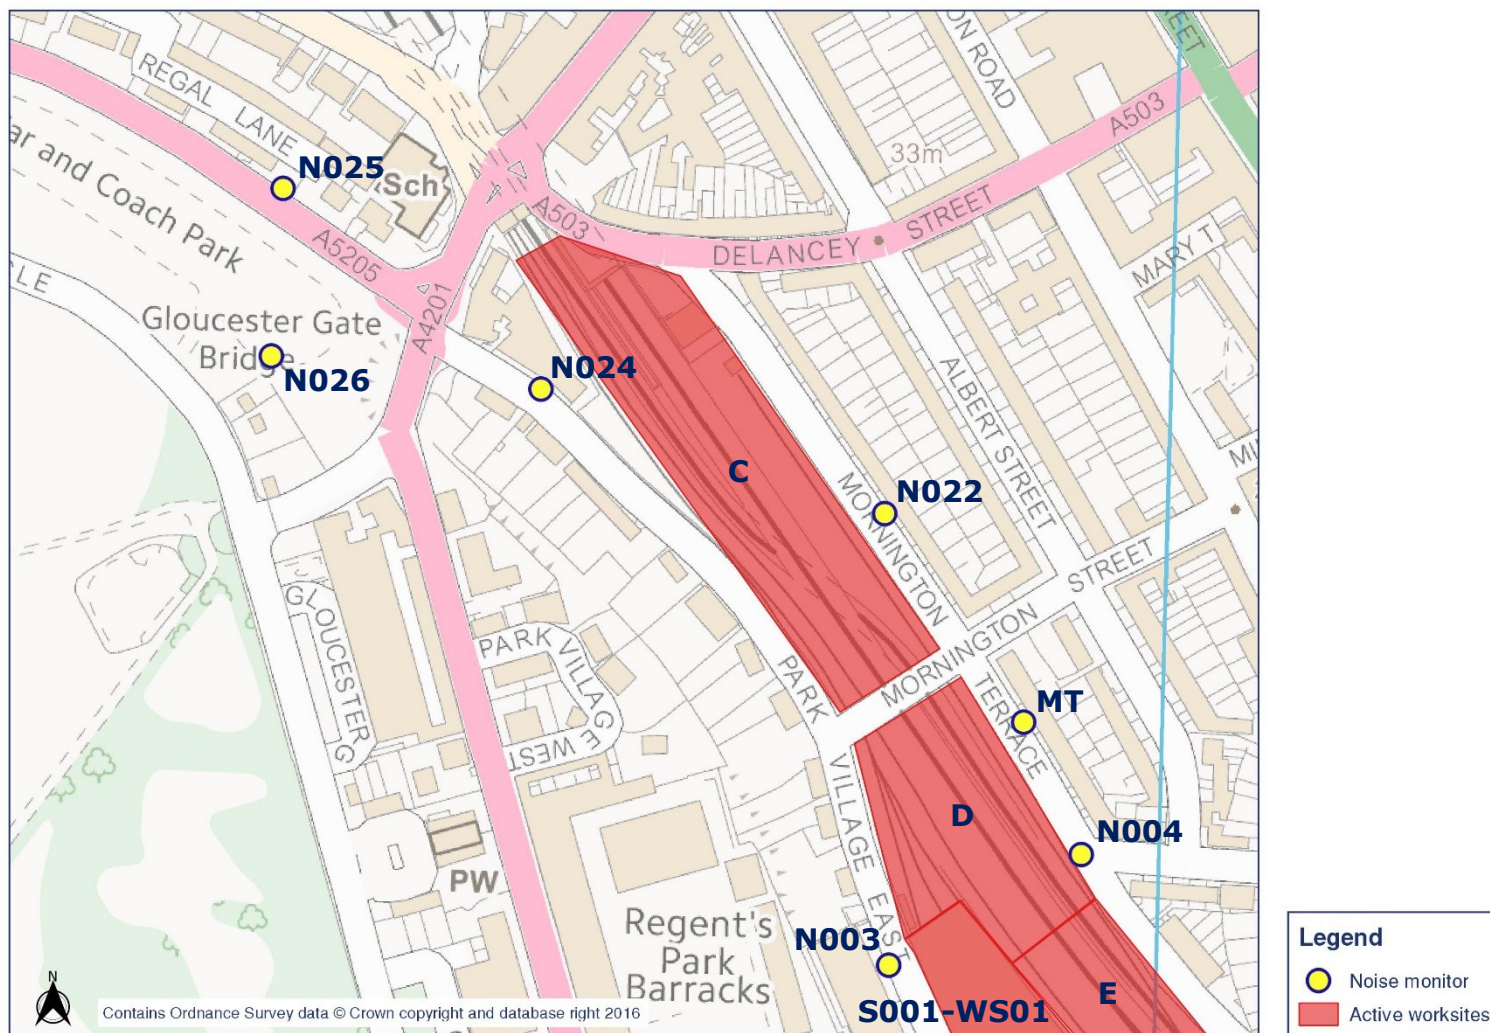 REGAL LANE
ar and Coach Park
CLE
N025
Sch
A5205
A4201
A503
DELANCEY STREET
A503
33m
ON ROAD
REET
MARY T
Gloucester Gate
Bridge
N026
N024
C
N022
ALBERT STREET
MORNINGTON
TERRACE
MORNINGTON STREET
MI
GLOUCESTER G
PARK VILLAGE WEST
PARK
VILLAGE EAST
MT
D
N004
PW
Regent's
Park
Barracks
N003
S001-WS01
E
N
Contains Ordnance Survey data © Crown copyright and database right 2016
Legend
Noise monitor
Active worksites